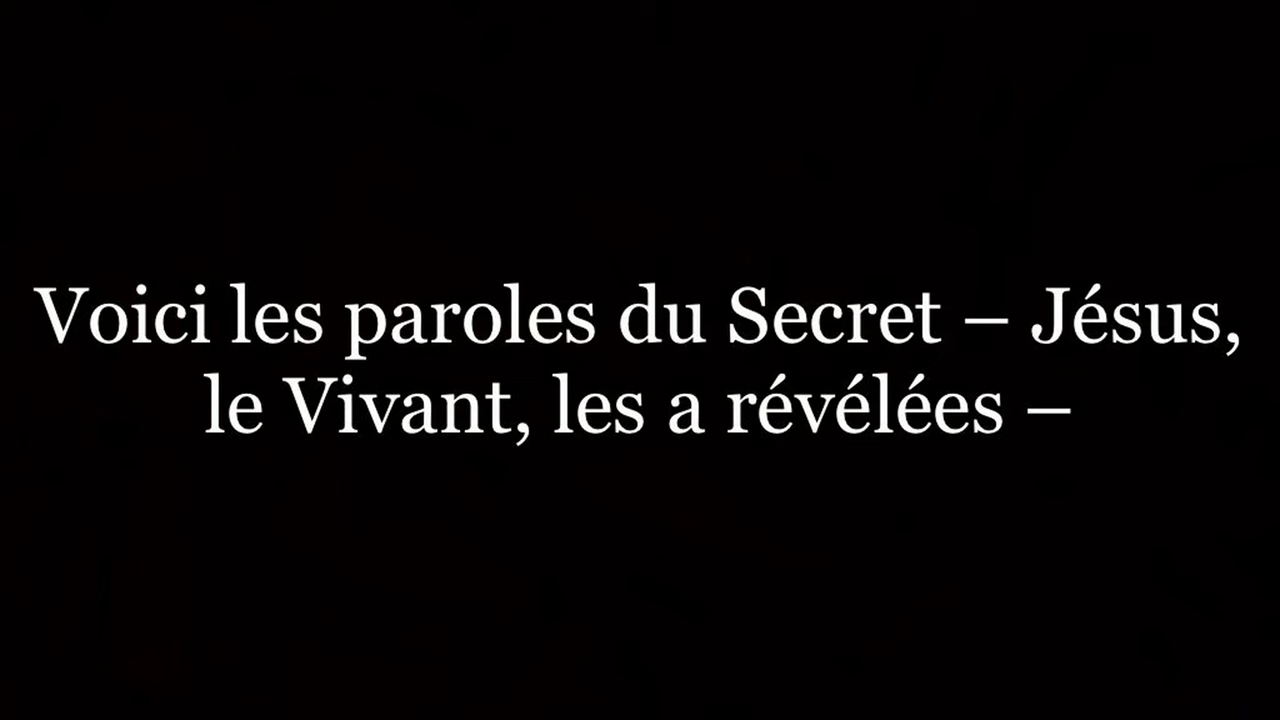 Voici les paroles du Secret – Jésus,
le Vivant, les a révélées –